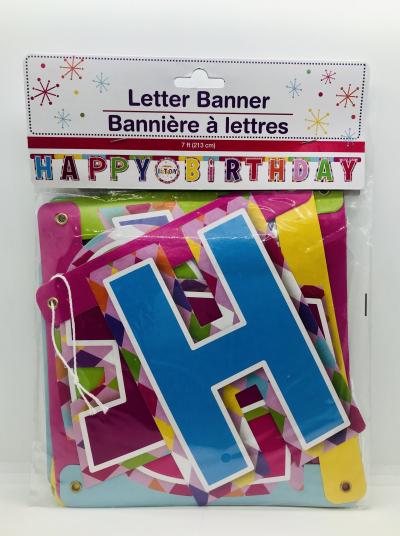 Letter Banner
Bannière à lettres
7 ft (213 cm)
HAPPY BiRTHDAY
H